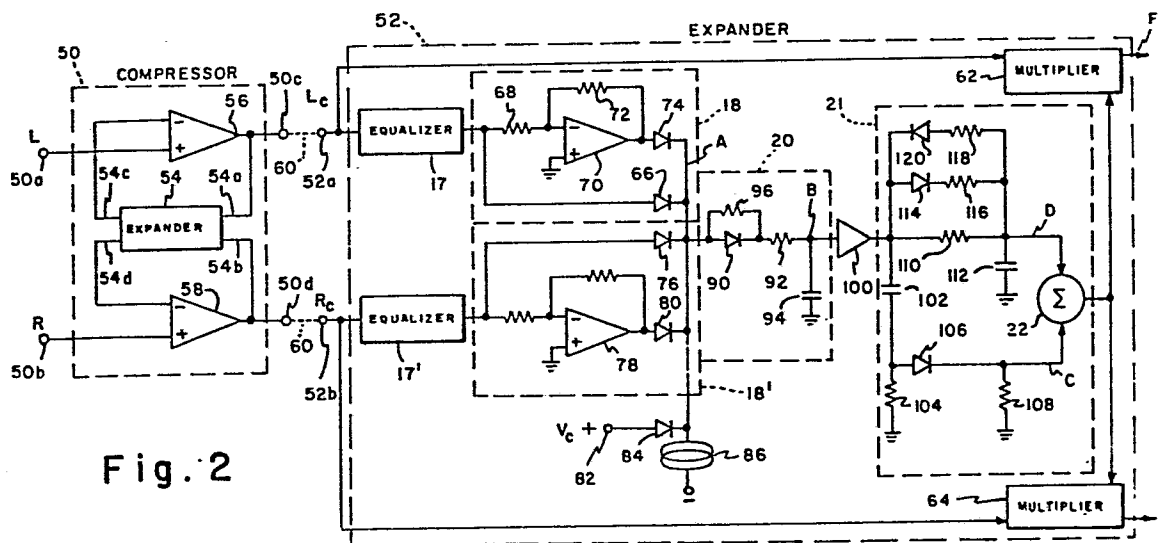 52
EXPANDER
F
50
COMPRESSOR
50c
Lc
56
L
−
+
50a
60
52a
54c
54
54a
EXPANDER
54d
54b
R
−
+
58
50b
50d
Rc
60
52b
EQUALIZER
17
EQUALIZER
17'
68
72
74
18
−
+
70
A
66
76
−
+
78
80
18'
Vc +
82
84
86
−
20
96
B
90
92
94
100
62
MULTIPLIER
21
120
118
114
116
110
D
112
102
Σ
22
106
C
104
108
64
MULTIPLIER
Fig. 2